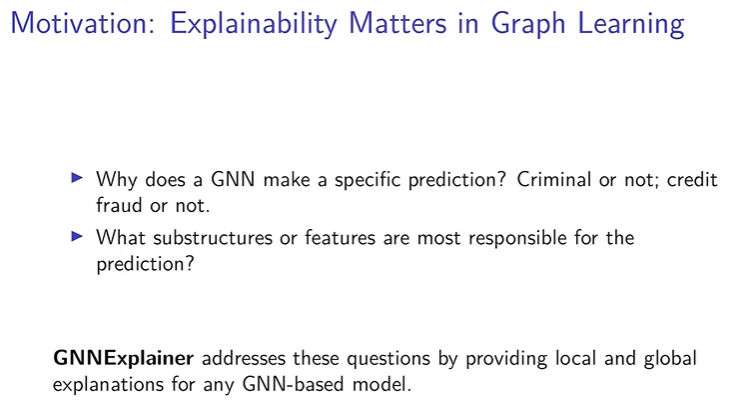 Motivation: Explainability Matters in Graph Learning
▶ Why does a GNN make a specific prediction? Criminal or not; credit
fraud or not.
▶ What substructures or features are most responsible for the
prediction?
GNNExplainer addresses these questions by providing local and global
explanations for any GNN-based model.